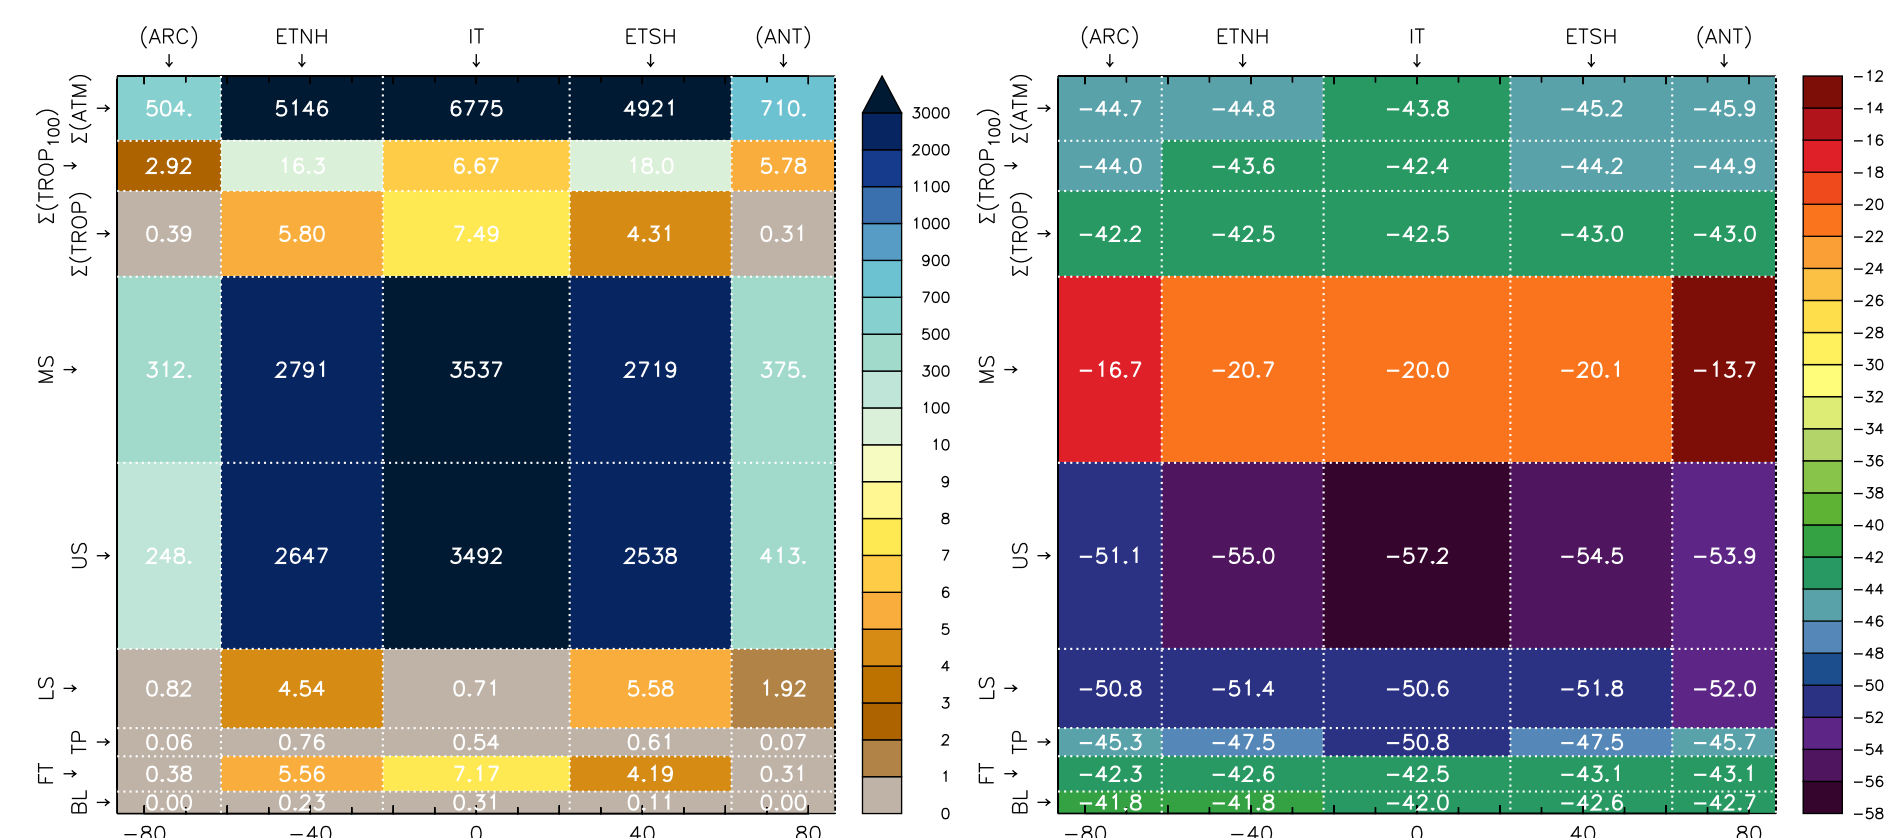 (ARC) ETNH IT ETSH (ANT)
Σ(ATM) 504. 5146 6775 4921 710.
Σ(TROP100) 2.92 16.3 6.67 18.0 5.78
Σ(TROP) 0.39 5.80 7.49 4.31 0.31
MS 312. 2791 3537 2719 375.
US 248. 2647 3492 2538 413.
LS 0.82 4.54 0.71 5.58 1.92
TP 0.06 0.76 0.54 0.61 0.07
FT 0.38 5.56 7.17 4.19 0.31
BL 0.00 0.23 0.31 0.11 0.00
−80 −40 0 40 80
3000
2000
1100
1000
900
700
500
300
100
10
9
8
7
6
5
4
3
2
1
0
(ARC) ETNH IT ETSH (ANT)
Σ(ATM) −44.7 −44.8 −43.8 −45.2 −45.9
Σ(TROP100) −44.0 −43.6 −42.4 −44.2 −44.9
Σ(TROP) −42.2 −42.5 −42.5 −43.0 −43.0
MS −16.7 −20.7 −20.0 −20.1 −13.7
US −51.1 −55.0 −57.2 −54.5 −53.9
LS −50.8 −51.4 −50.6 −51.8 −52.0
TP −45.3 −47.5 −50.8 −47.5 −45.7
FT −42.3 −42.6 −42.5 −43.1 −43.1
BL −41.8 −41.8 −42.0 −42.6 −42.7
−80 −40 0 40 80
−12
−14
−16
−18
−20
−22
−24
−26
−28
−30
−32
−34
−36
−38
−40
−42
−44
−46
−48
−50
−52
−54
−56
−58